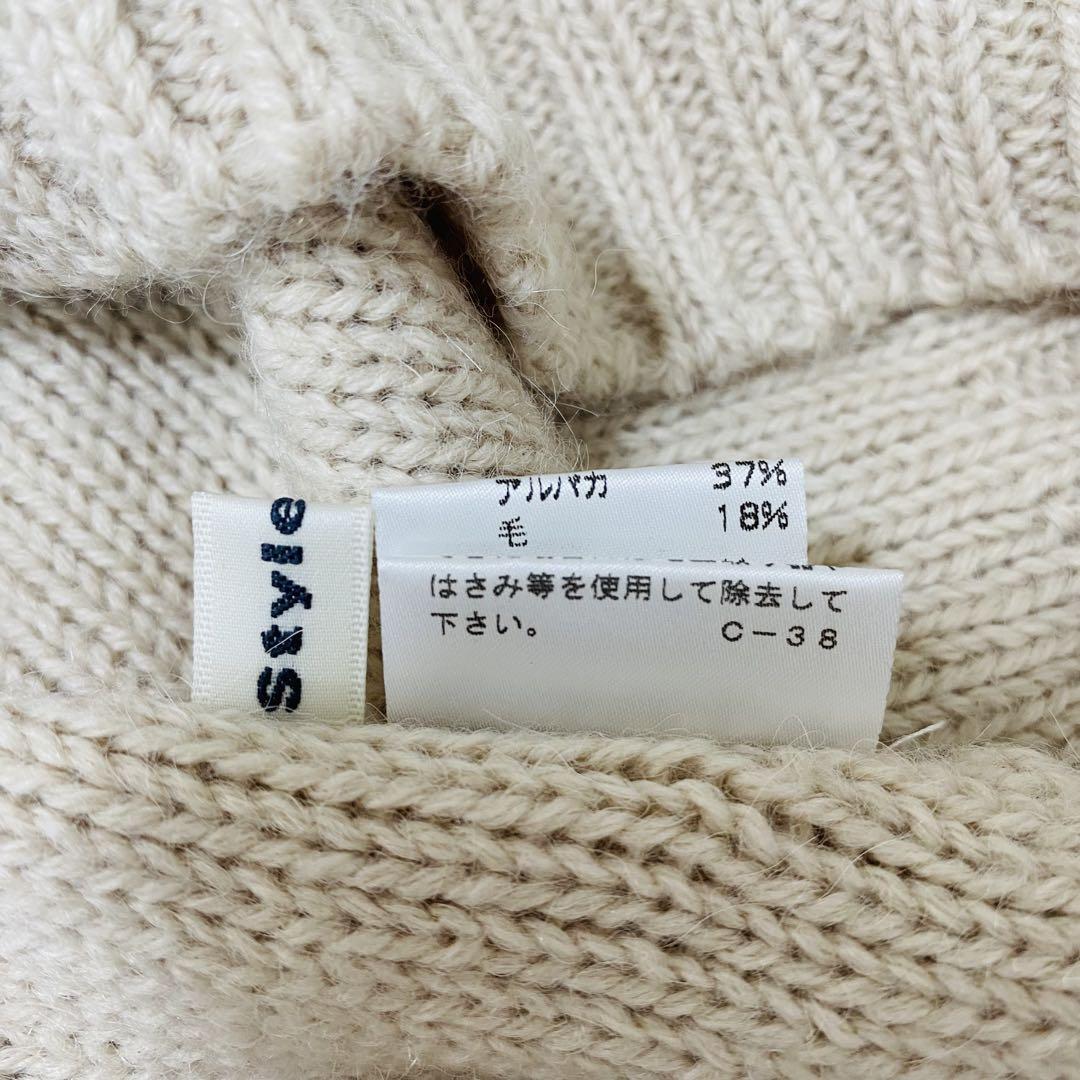 Style
アルパカ 37%
毛 18%
はさみ等を使用して除去して
下さい。 C-38